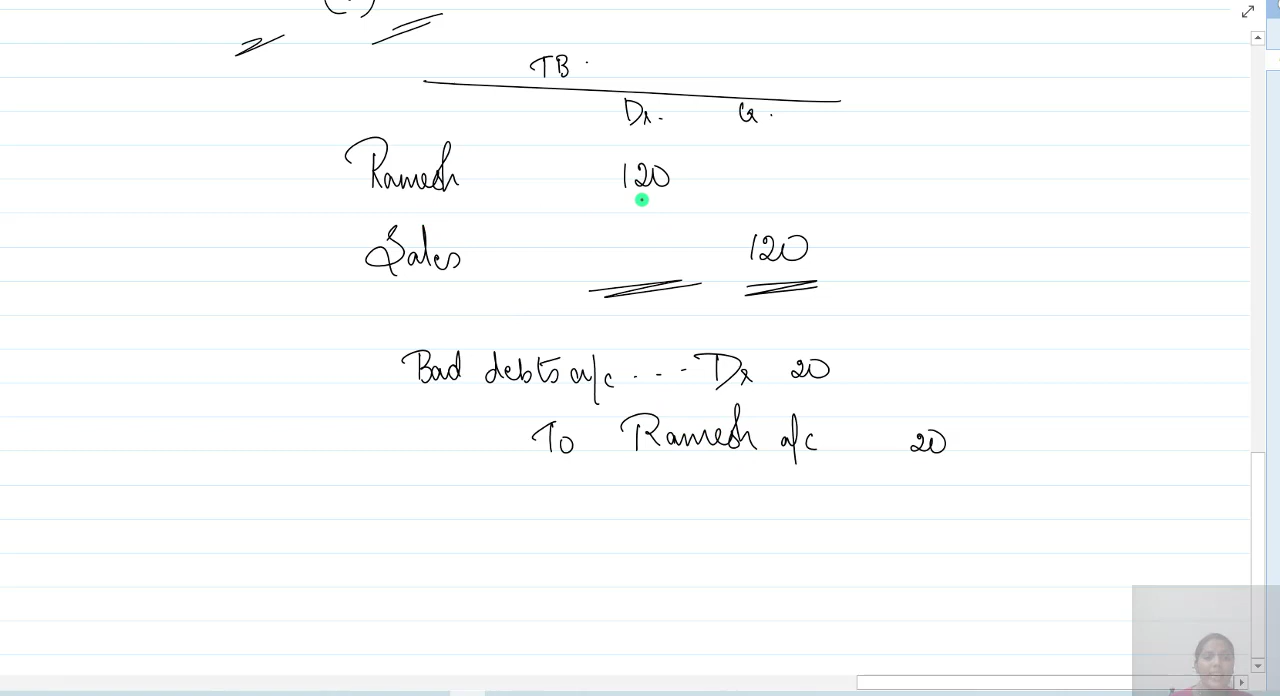 TB.
Dr. Cr.
Ramesh 120
Sales 120
Bad debts a/c ... Dr 20
To Ramesh a/c 20